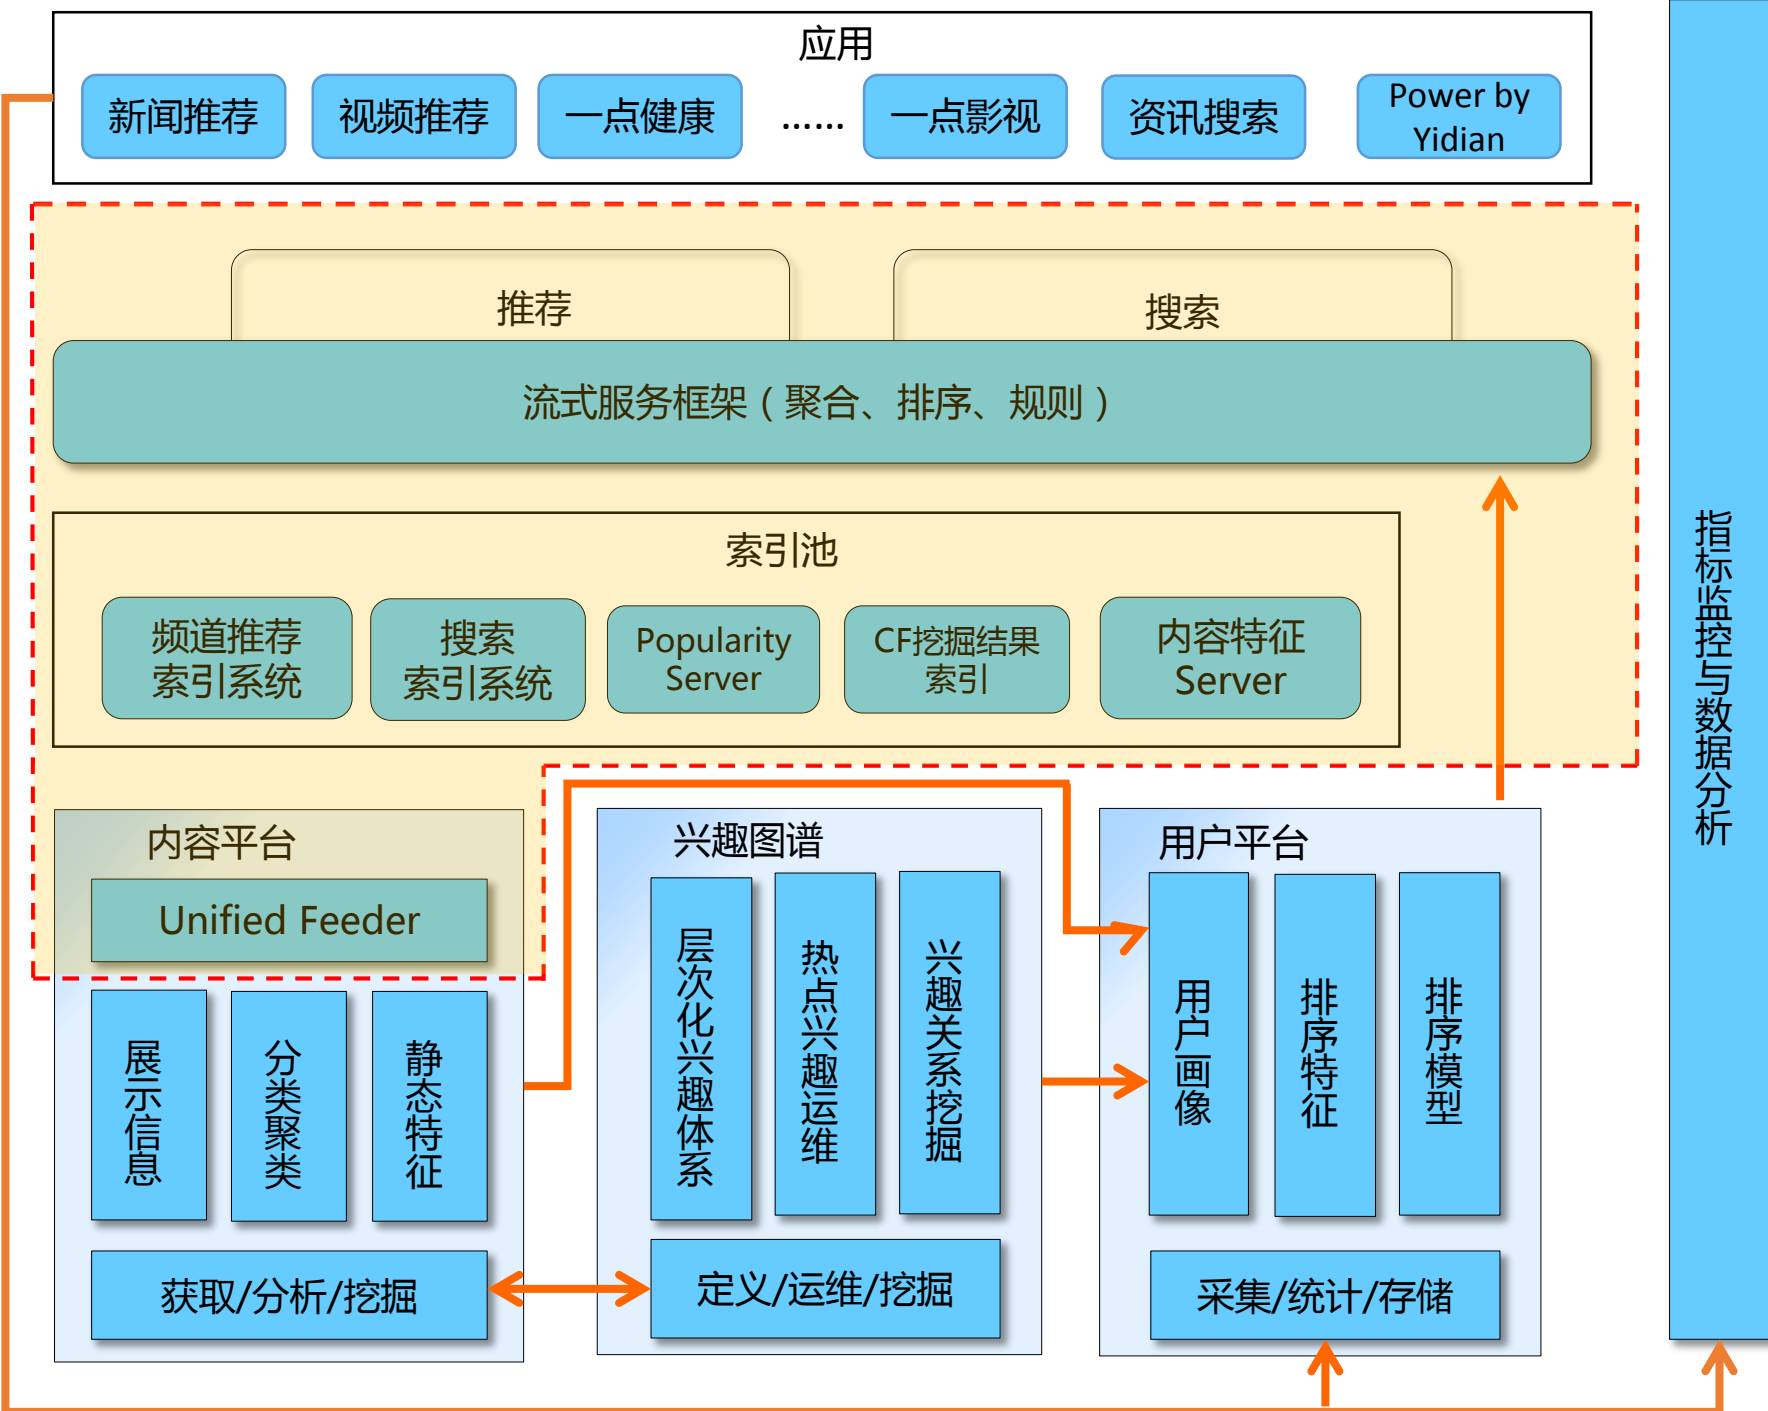 应用
新闻推荐
视频推荐
一点健康
......
一点影视
资讯搜索
Power by
Yidian
推荐
搜索
流式服务框架（聚合、排序、规则）
索引池
频道推荐
索引系统
搜索
索引系统
Popularity
Server
CF挖掘结果
索引
内容特征
Server
内容平台
Unified Feeder
展示信息
分类聚类
静态特征
获取/分析/挖掘
兴趣图谱
层次化兴趣体系
热点兴趣运维
兴趣关系挖掘
定义/运维/挖掘
用户平台
用户画像
排序特征
排序模型
采集/统计/存储
指标监控与数据分析